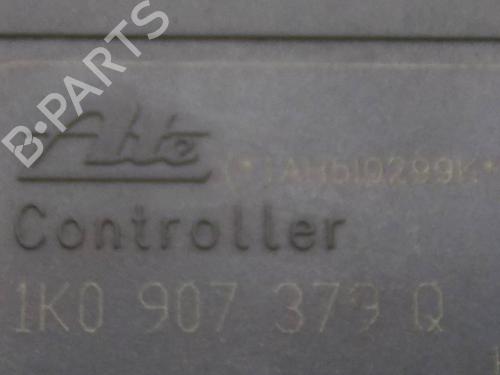 B-PARTS
Ate
Controller
1K0 907 379 Q